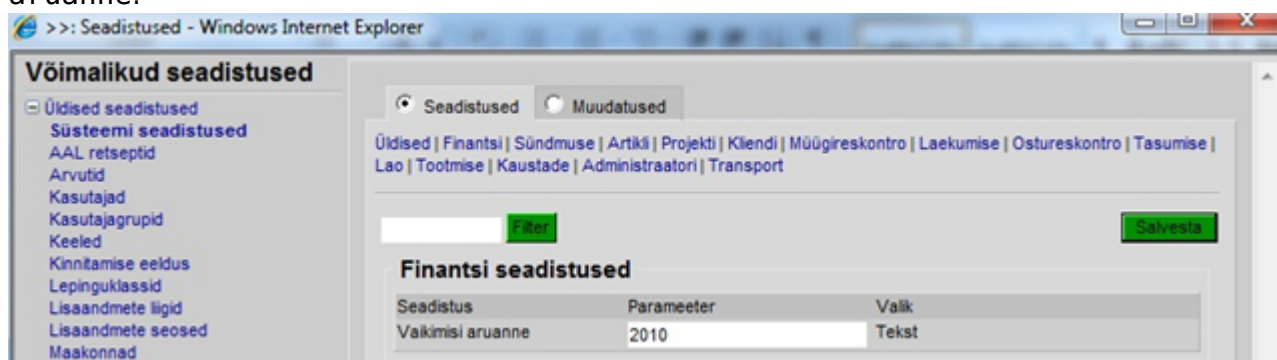 aruanne.
>>: Seadistused - Windows Internet Explorer
Võimalikud seadistused
Üldised seadistused
Süsteemi seadistused
AAL retseptid
Arvutid
Kasutajad
Kasutajagrupid
Keeled
Kinnitamise eeldus
Lepinguklassid
Lisaandmete liigid
Lisaandmete seosed
Maakonnad
Seadistused Muudatused
Üldised | Finantsi | Sündmuse | Artikli | Projekti | Kliendi | Müügireskontro | Laekumise | Ostureskontro | Tasumise |
Lao | Tootmise | Kaustade | Administraatori | Transport
Filter Salvesta
Finantsi seadistused
Seadistus Parameeter Valik
Vaikimisi aruanne 2010 Tekst